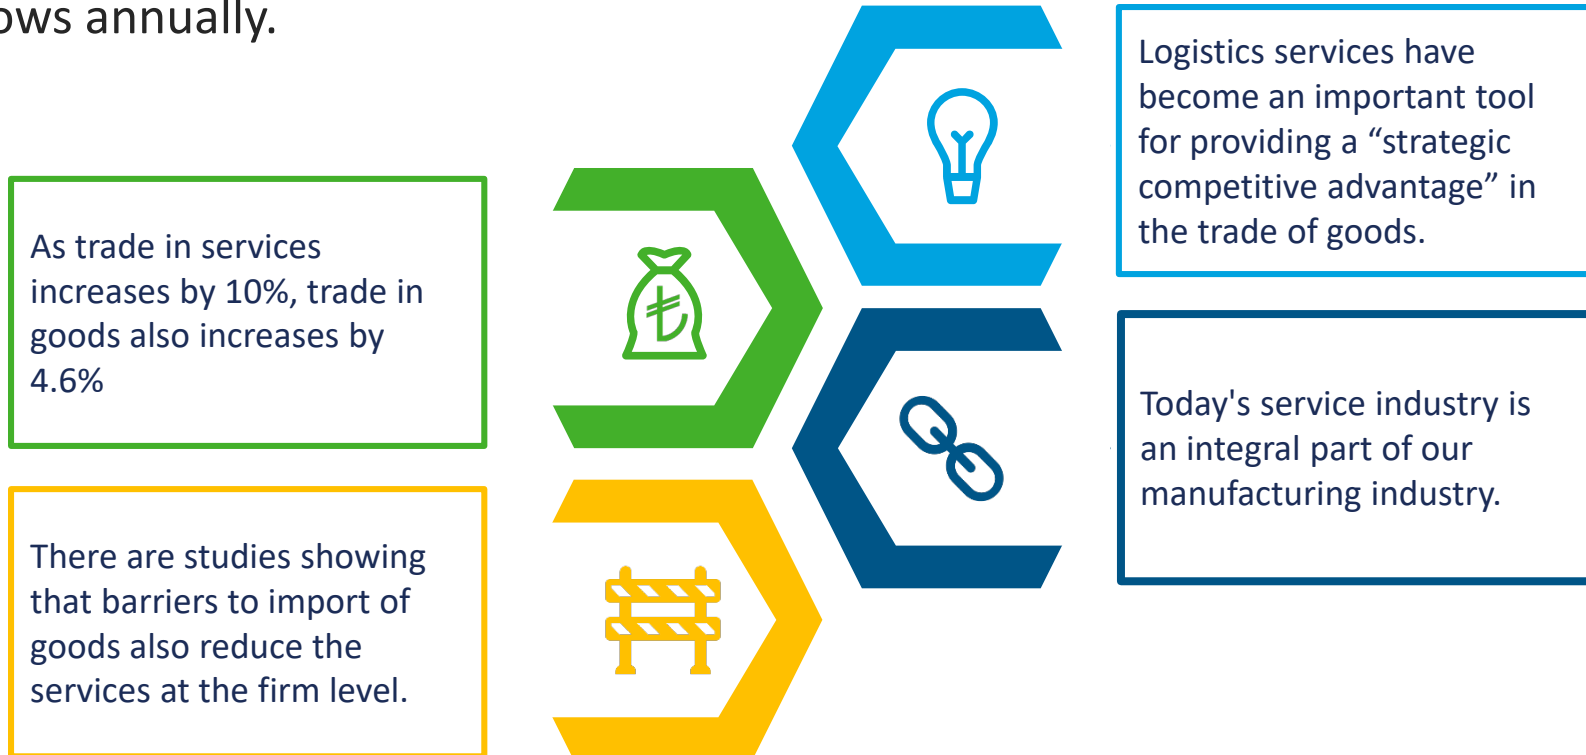 ows annually.
Logistics services have
become an important tool
for providing a “strategic
competitive advantage” in
the trade of goods.
As trade in services
increases by 10%, trade in
goods also increases by
4.6%
₺
Today's service industry is
an integral part of our
manufacturing industry.
There are studies showing
that barriers to import of
goods also reduce the
services at the firm level.